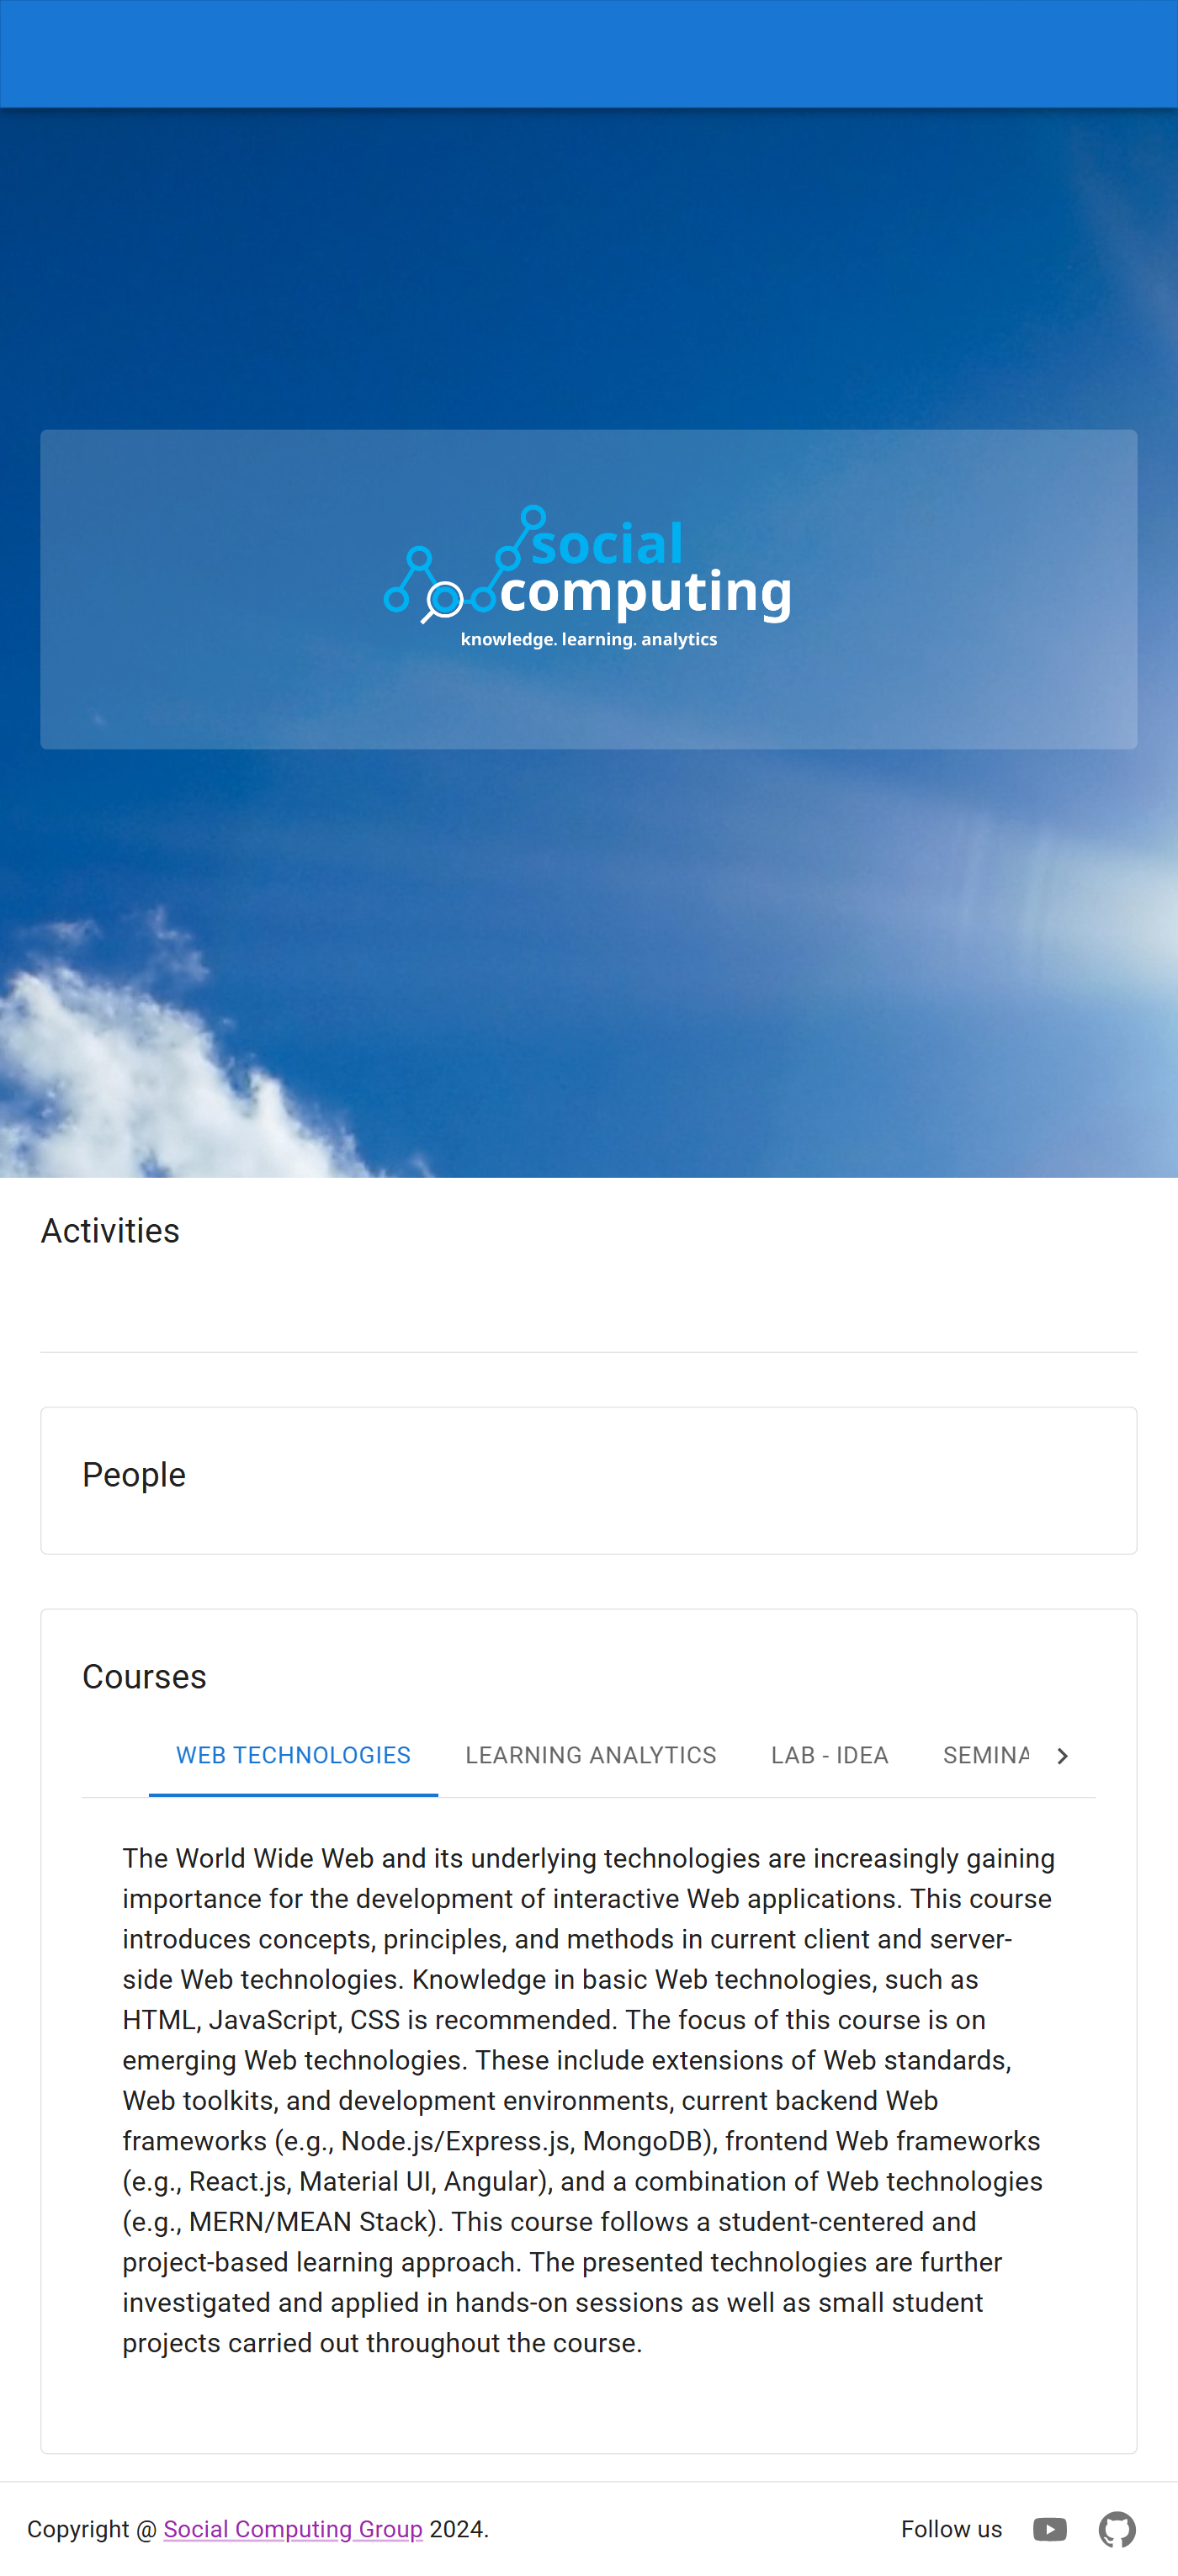 social
computing
knowledge. learning. analytics
Activities
People
Courses
WEB TECHNOLOGIES LEARNING ANALYTICS LAB - IDEA SEMINA
The World Wide Web and its underlying technologies are increasingly gaining
importance for the development of interactive Web applications. This course
introduces concepts, principles, and methods in current client and server-
side Web technologies. Knowledge in basic Web technologies, such as
HTML, JavaScript, CSS is recommended. The focus of this course is on
emerging Web technologies. These include extensions of Web standards,
Web toolkits, and development environments, current backend Web
frameworks (e.g., Node.js/Express.js, MongoDB), frontend Web frameworks
(e.g., React.js, Material UI, Angular), and a combination of Web technologies
(e.g., MERN/MEAN Stack). This course follows a student-centered and
project-based learning approach. The presented technologies are further
investigated and applied in hands-on sessions as well as small student
projects carried out throughout the course.
Copyright @ Social Computing Group 2024. Follow us